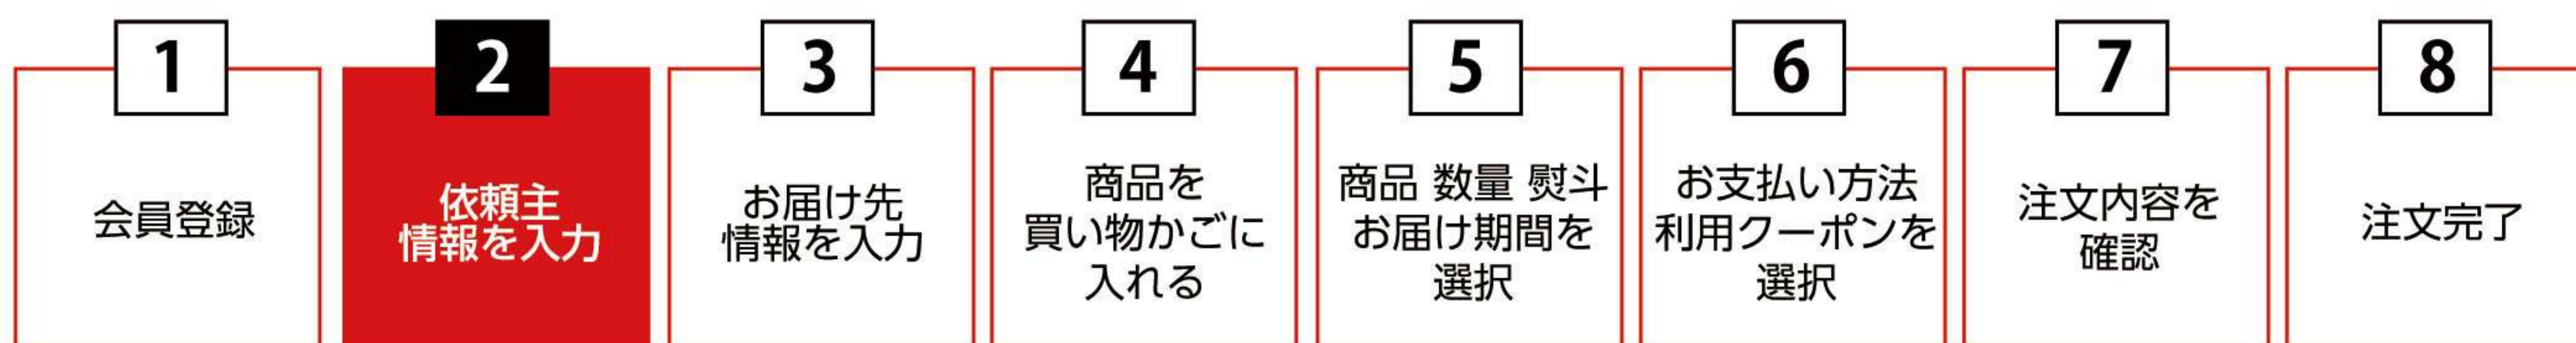 1
会員登録
2
依頼主
情報を入力
3
お届け先
情報を入力
4
商品を
買い物かごに
入れる
5
商品 数量 熨斗
お届け期間を
選択
6
お支払い方法
利用クーポンを
選択
7
注文内容を
確認
8
注文完了